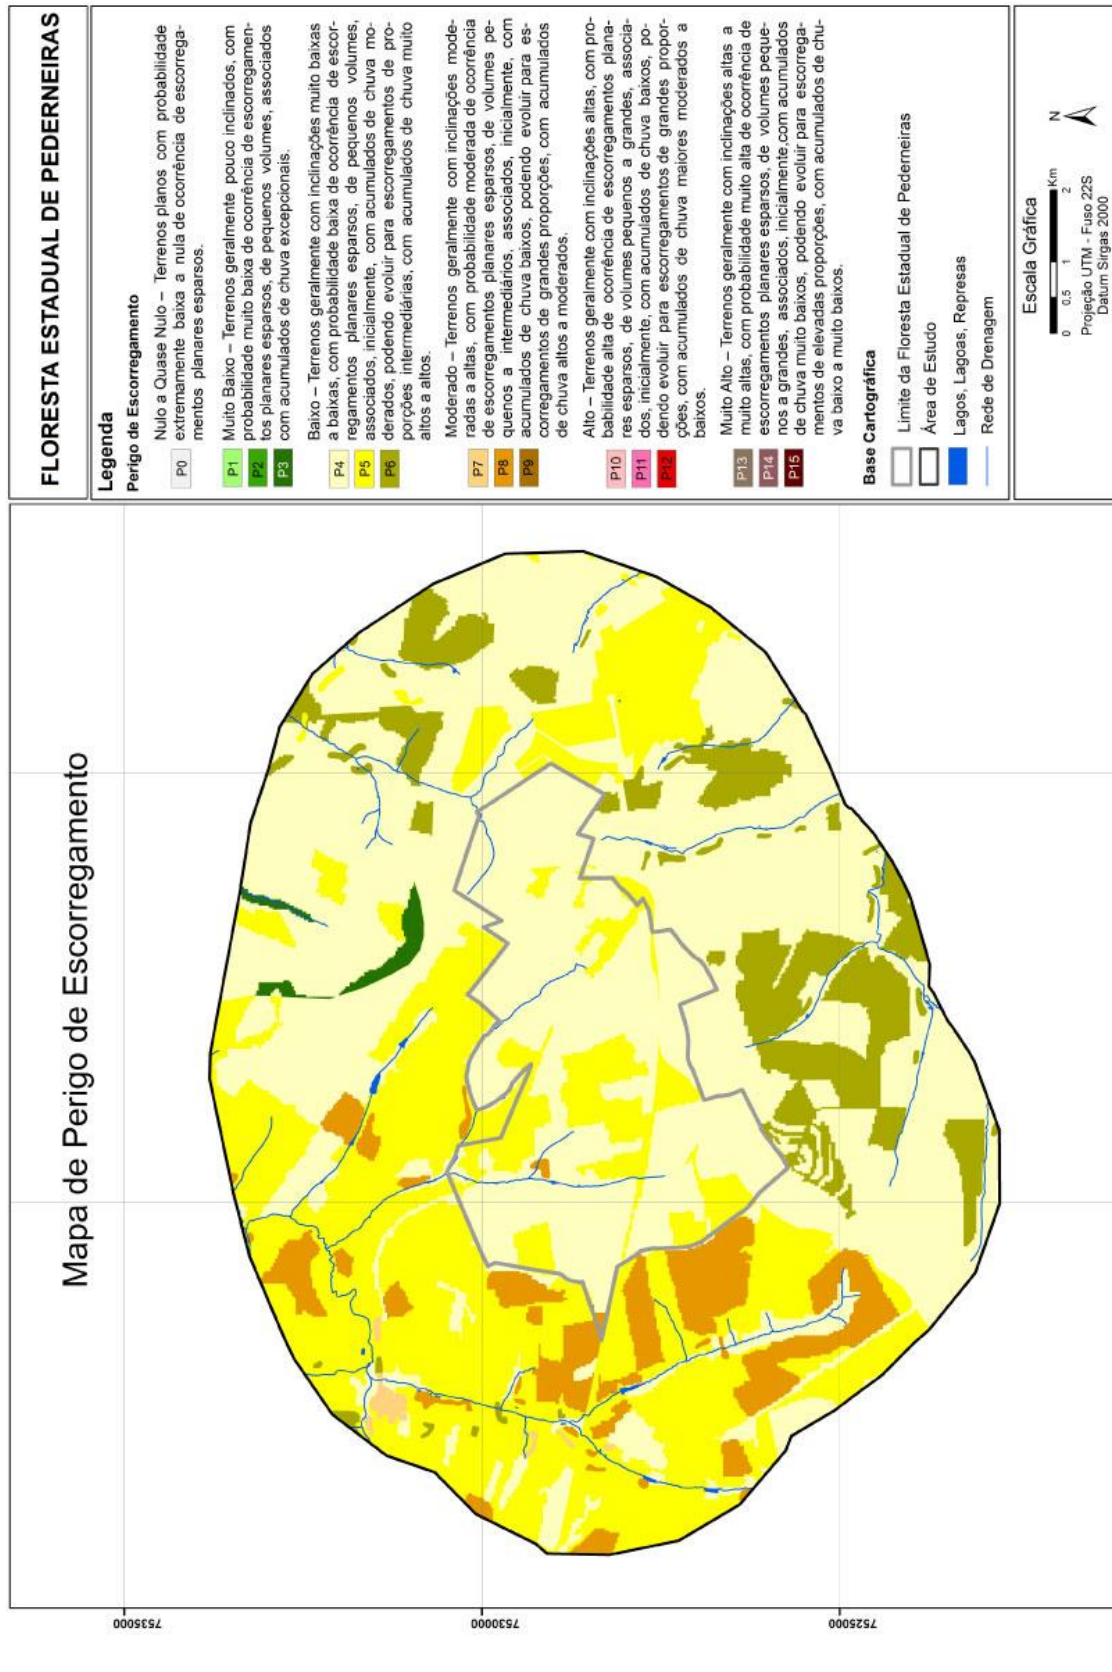 Mapa de Perigo de Escorregamento
7535000
7530000
7525000
FLORESTA ESTADUAL DE PEDERNEIRAS
Legenda
Perigo de Escorregamento
P0
Nulo a Quase Nulo – Terrenos planos com probabilidade
extremamente baixa a nula de ocorrência de escorrega-
mentos planares esparsos.
P1
P2
P3
Muito Baixo – Terrenos geralmente pouco inclinados, com
probabilidade muito baixa de ocorrência de escorregamen-
tos planares esparsos, de pequenos volumes, associados
com acumulados de chuva excepcionais.
P4
P5
P6
Baixo – Terrenos geralmente com inclinações muito baixas
a baixas, com probabilidade baixa de ocorrência de escor-
regamentos planares esparsos, de pequenos volumes,
associados, inicialmente, com acumulados de chuva mo-
derados, podendo evoluir para escorregamentos de pro-
porções intermediárias, com acumulados de chuva muito
altos a altos.
P7
P8
P9
Moderado – Terrenos geralmente com inclinações mode-
radas a altas, com probabilidade moderada de ocorrência
de escorregamentos planares esparsos, de volumes pe-
quenos a intermediários, associados, inicialmente, com
acumulados de chuva baixos, podendo evoluir para es-
corregamentos de grandes proporções, com acumulados
de chuva altos a moderados.
P10
P11
P12
Alto – Terrenos geralmente com inclinações altas, com pro-
babilidade alta de ocorrência de escorregamentos plana-
res esparsos, de volumes pequenos a grandes, associa-
dos, inicialmente, com acumulados de chuva baixos, po-
dendo evoluir para escorregamentos de grandes propor-
ções, com acumulados de chuva maiores moderados a
baixos.
P13
P14
P15
Muito Alto – Terrenos geralmente com inclinações altas a
muito altas, com probabilidade muito alta de ocorrência de
escorregamentos planares esparsos, de volumes peque-
nos a grandes, associados, inicialmente,com acumulados
de chuva muito baixos, podendo evoluir para escorrega-
mentos de elevadas proporções, com acumulados de chu-
va baixo a muito baixos.
Base Cartográfica
Limite da Floresta Estadual de Pederneiras
Área de Estudo
Lagos, Lagoas, Represas
Rede de Drenagem
Escala Gráfica
0 0,5 1 2 Km
N
Projeção UTM - Fuso 22S
Datum Sirgas 2000